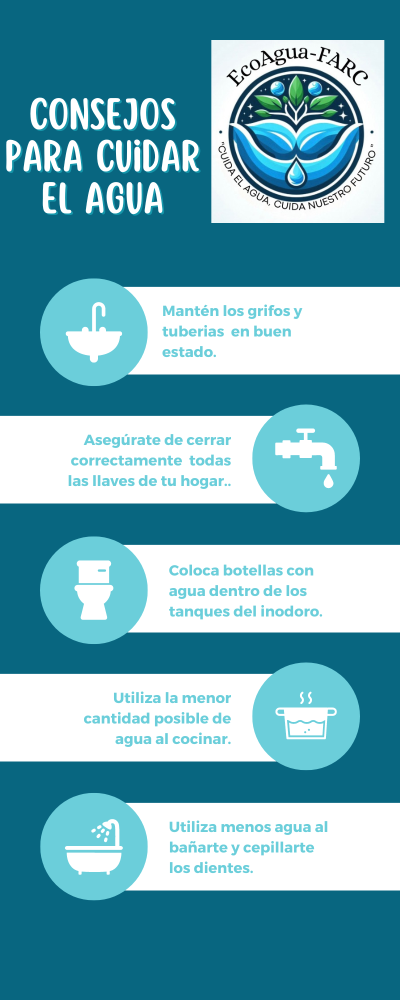 CONSEJOS
PARA CUIDAR
EL AGUA
EcoAgua-FARC
"CUIDA EL AGUA, CUIDA NUESTRO FUTURO "
Mantén los grifos y
tuberias  en buen
estado.
Asegúrate de cerrar
correctamente  todas
las llaves de tu hogar..
Coloca botellas con
agua dentro de los
tanques del inodoro.
Utiliza la menor
cantidad posible de
agua al cocinar.
Utiliza menos agua al
bañarte y cepillarte
los dientes.